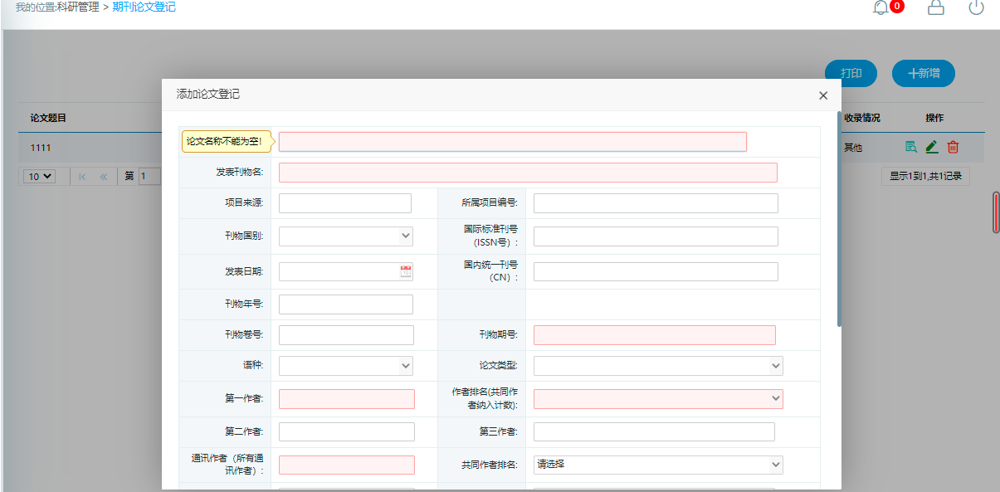 我的位置:科研管理 > 期刊论文登记
0
打印
新增
添加论文登记
论文题目
收录情况
操作
论文名称不能为空!
1111
其他
发表刊物名:
10
第
1
显示1到1,共1记录
项目来源:
所属项目编号:
刊物国别:
国际标准刊号
(ISSN号) :
发表日期:
国内统一刊号
(CN) :
刊物年号:
刊物卷号:
刊物期号:
语种:
论文类型:
第一作者:
作者排名(共同作
者纳入计数):
第二作者:
第三作者:
通讯作者 (所有通
讯作者) :
共同作者排名:
请选择